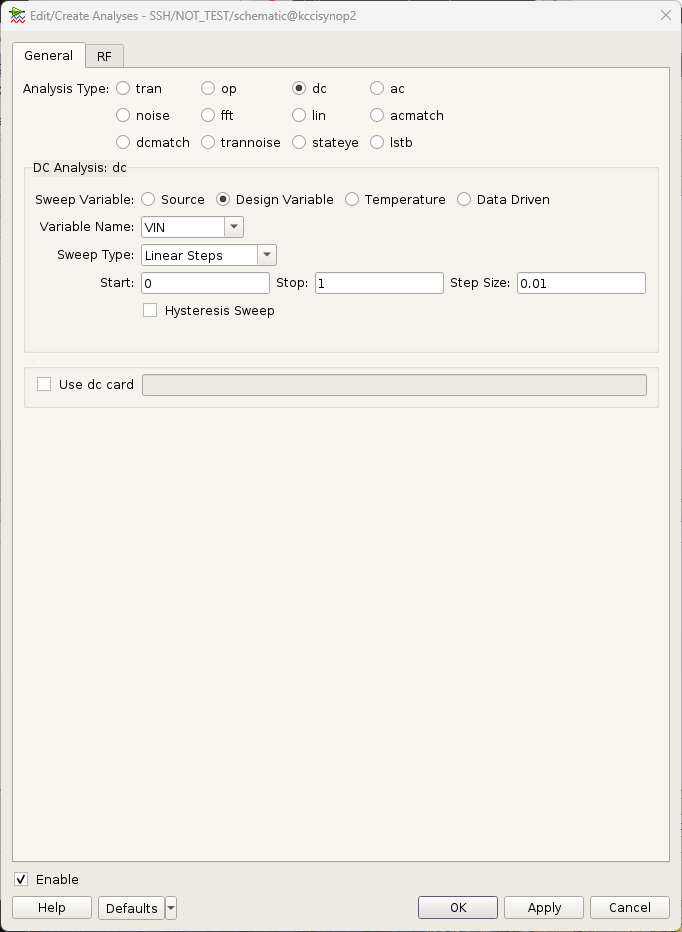 Edit/Create Analyses - SSH/NOT_TEST/schematic@kccisynop2
General RF
Analysis Type: tran op dc ac
noise fft lin acmatch
dcmatch trannoise stateye lstb
DC Analysis: dc
Sweep Variable: Source Design Variable Temperature Data Driven
Variable Name: VIN
Sweep Type: Linear Steps
Start: 0 Stop: 1 Step Size: 0.01
Hysteresis Sweep
Use dc card
Enable
Help Defaults OK Apply Cancel